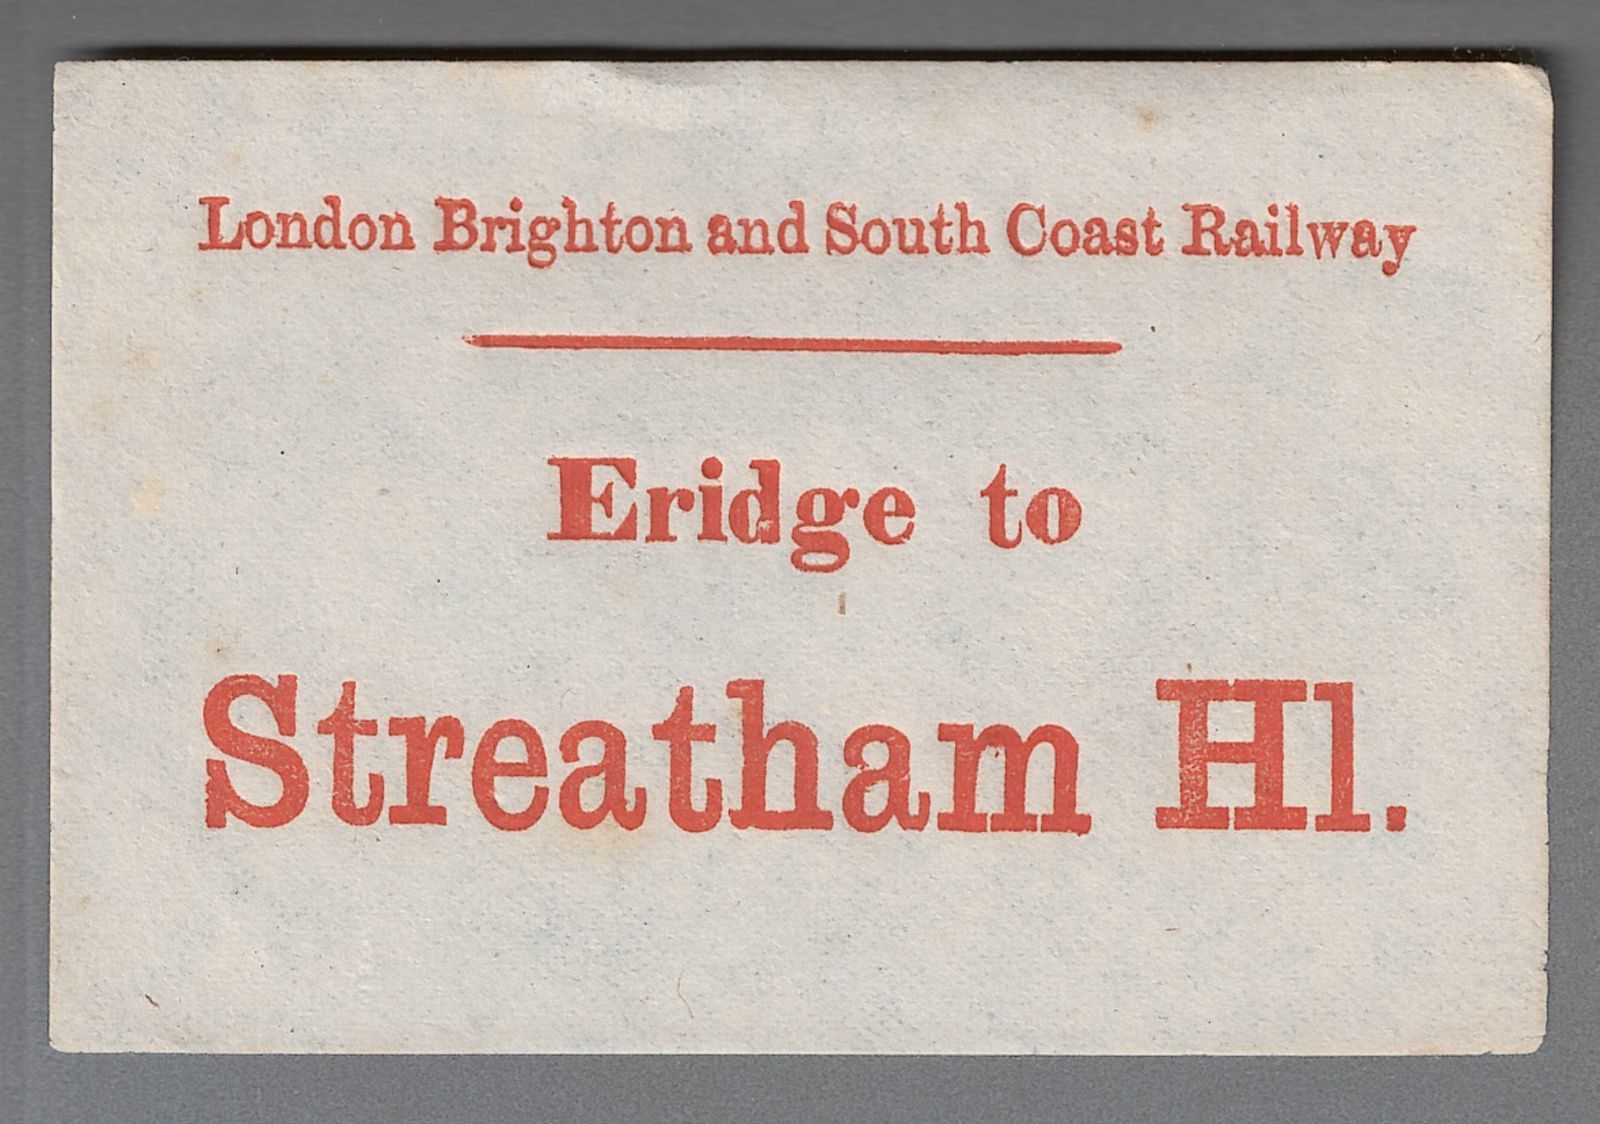 London Brighton and South Coast Railway
Eridge to
Streatham Hl.